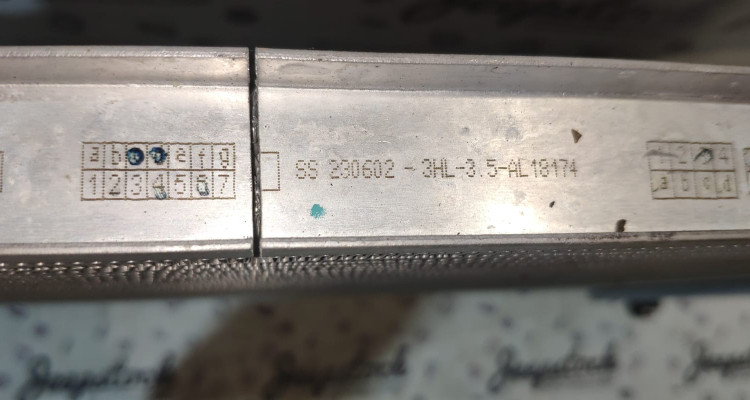 a b c d e f g
1 2 3 4 5 6 7
SS 230602 - 3HL-3.5-AL18174
1 2 3 4
a b c d